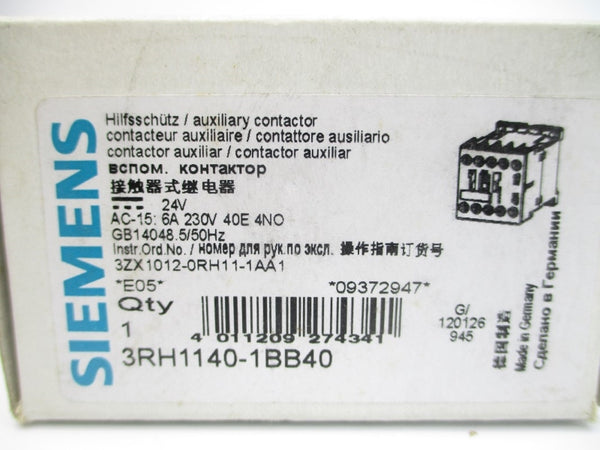 SIEMENS
Hilfsschütz / auxiliary contactor
contacteur auxiliaire / contattore ausiliario
contactor auxiliar / contactor auxiliar
вспом. контактор
接触器式继电器
24V
AC-15: 6A 230V 40E 4NO
GB14048.5/50Hz
Instr.Ord.No./ номер для рук.по эксл. 操作指南订货号
3ZX1012-0RH11-1AA1
*E05* *09372947*
Qty
1
4 011209 274341
3RH1140-1BB40
G/
120126
945
德国制造
Made in Germany
Сделано в Германии